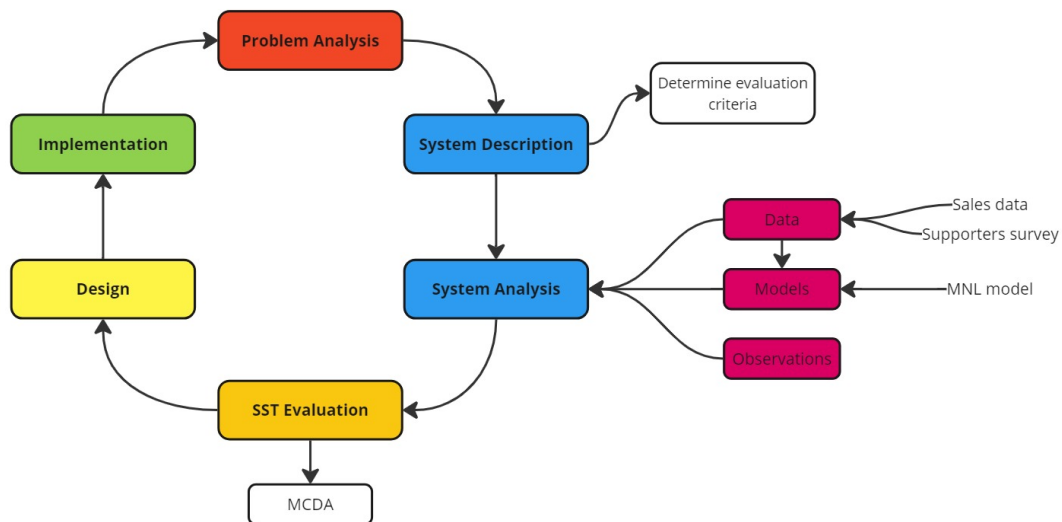 Problem Analysis
Determine evaluation
criteria
Implementation
System Description
Sales data
Data
Supporters survey
Design
System Analysis
Models
MNL model
Observations
SST Evaluation
MCDA